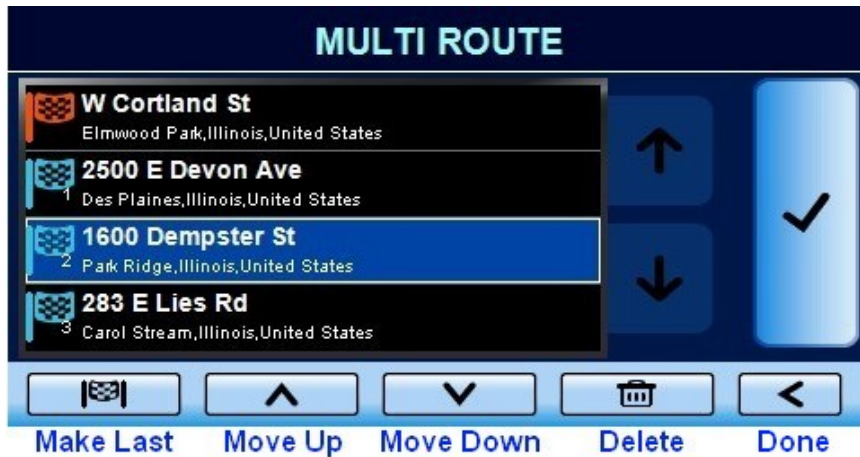 MULTI ROUTE
W Cortland St
Elmwood Park,Illinois,United States
2500 E Devon Ave
1 Des Plaines,Illinois,United States
1600 Dempster St
2 Park Ridge,Illinois,United States
283 E Lies Rd
3 Carol Stream,Illinois,United States
Make Last Move Up Move Down Delete Done